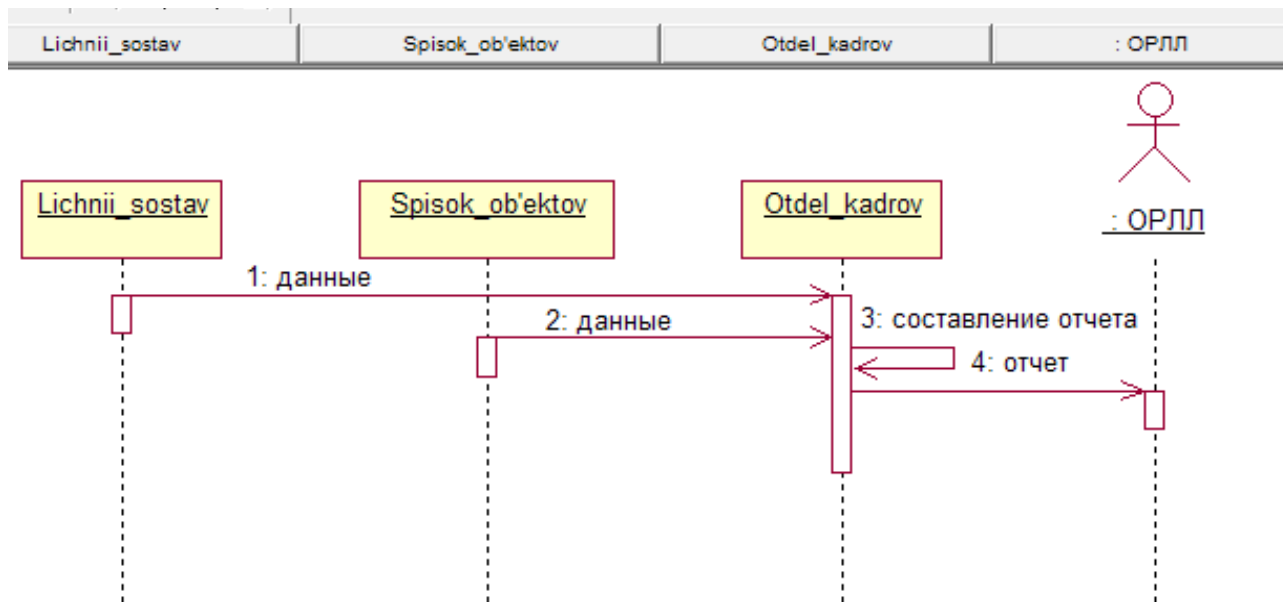 Lichnii_sostav
Spisok_ob'ektov
Otdel_kadrov
: ОРЛЛ
Lichnii_sostav
Spisok_ob'ektov
Otdel_kadrov
: ОРЛЛ
1: данные
2: данные
3: составление отчета
4: отчет